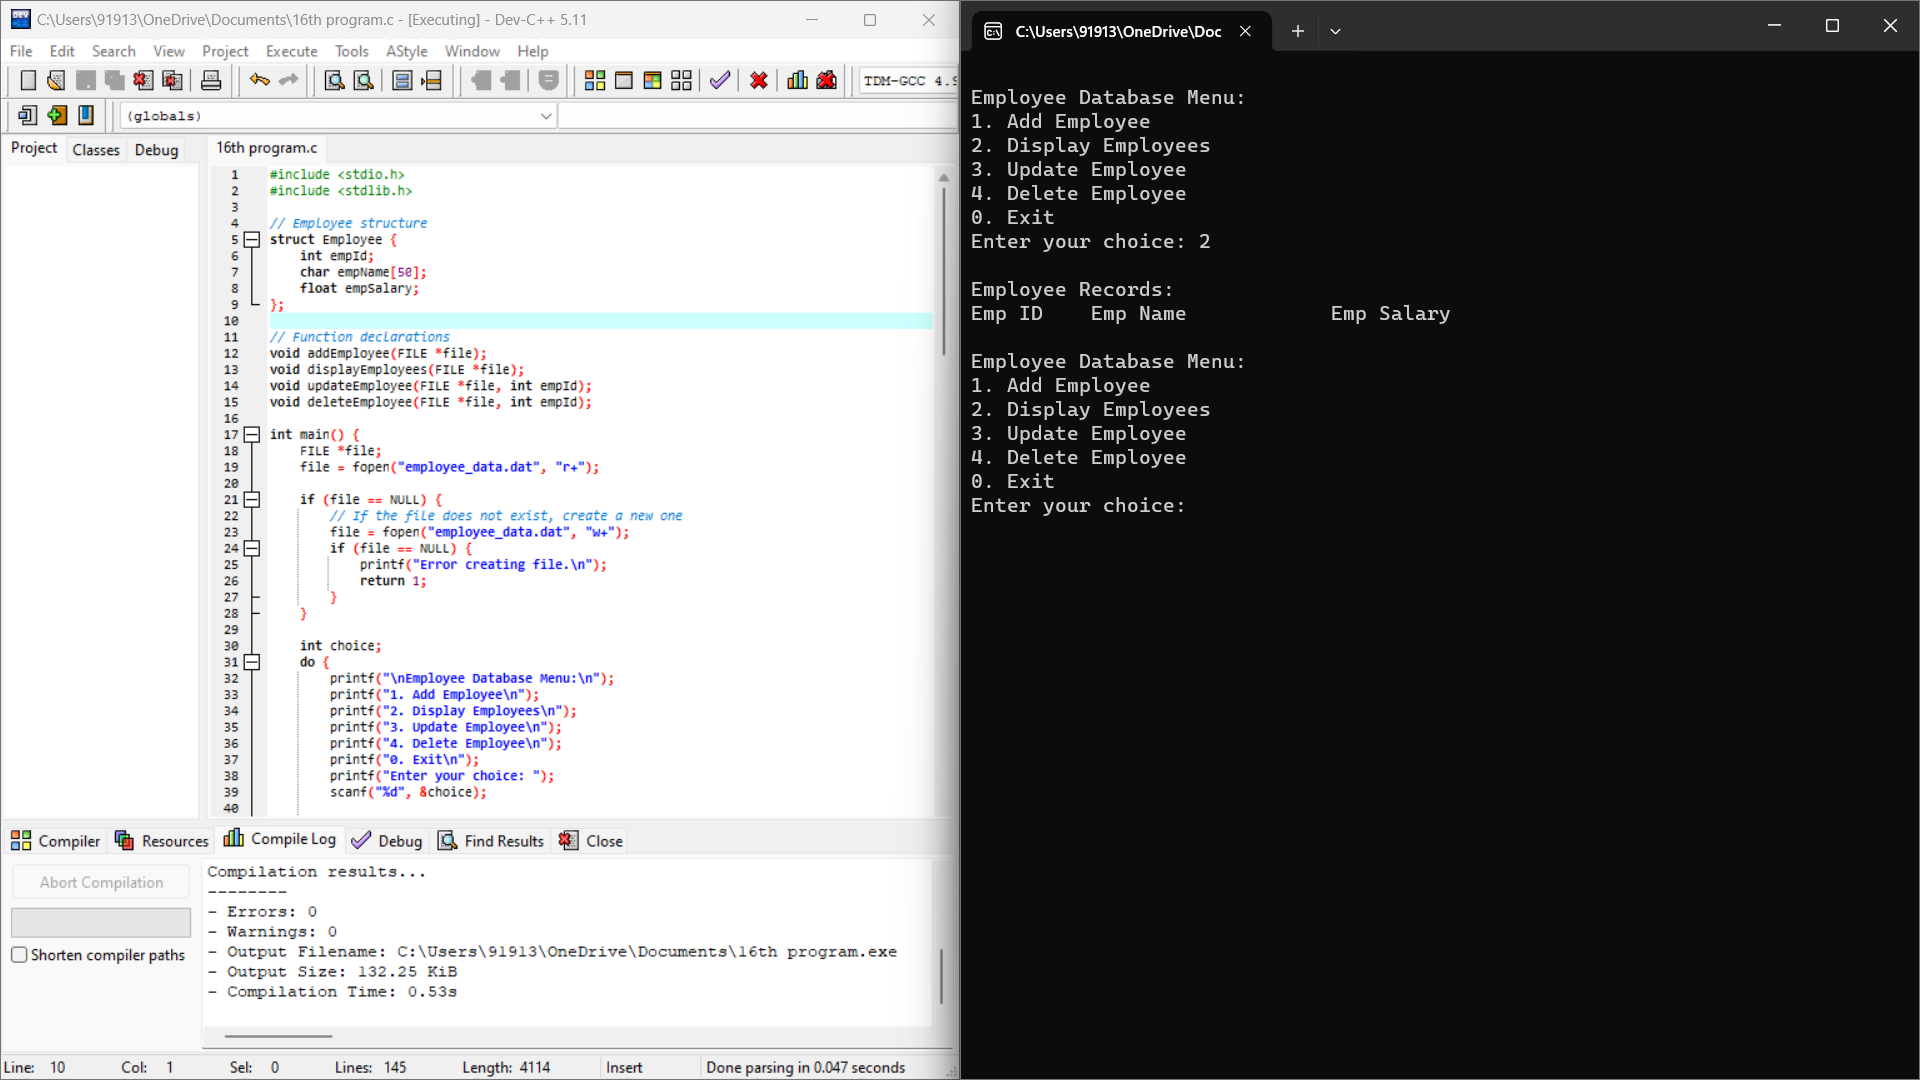 C:\Users\91913\OneDrive\Documents\16th program.c - [Executing] - Dev-C++ 5.11
File Edit Search View Project Execute Tools AStyle Window Help
TDM-GCC 4.9
(globals)
Project Classes Debug
16th program.c
1 #include <stdio.h>
2 #include <stdlib.h>
3
4 // Employee structure
5 struct Employee {
6 int empId;
7 char empName[50];
8 float empSalary;
9 };
10
11 // Function declarations
12 void addEmployee(FILE *file);
13 void displayEmployees(FILE *file);
14 void updateEmployee(FILE *file, int empId);
15 void deleteEmployee(FILE *file, int empId);
16
17 int main() {
18 FILE *file;
19 file = fopen("employee_data.dat", "r+");
20
21 if (file == NULL) {
22 // If the file does not exist, create a new one
23 file = fopen("employee_data.dat", "w+");
24 if (file == NULL) {
25 printf("Error creating file.\n");
26 return 1;
27 }
28 }
29
30 int choice;
31 do {
32 printf("\nEmployee Database Menu:\n");
33 printf("1. Add Employee\n");
34 printf("2. Display Employees\n");
35 printf("3. Update Employee\n");
36 printf("4. Delete Employee\n");
37 printf("0. Exit\n");
38 printf("Enter your choice: ");
39 scanf("%d", &choice);
40
Compiler Resources Compile Log Debug Find Results Close
Abort Compilation
Shorten compiler paths
Compilation results...
--------
- Errors: 0
- Warnings: 0
- Output Filename: C:\Users\91913\OneDrive\Documents\16th program.exe
- Output Size: 132.25 KiB
- Compilation Time: 0.53s
Line: 10 Col: 1 Sel: 0 Lines: 145 Length: 4114 Insert Done parsing in 0.047 seconds
C:\Users\91913\OneDrive\Doc
Employee Database Menu:
1. Add Employee
2. Display Employees
3. Update Employee
4. Delete Employee
0. Exit
Enter your choice: 2
Employee Records:
Emp ID Emp Name Emp Salary
Employee Database Menu:
1. Add Employee
2. Display Employees
3. Update Employee
4. Delete Employee
0. Exit
Enter your choice: